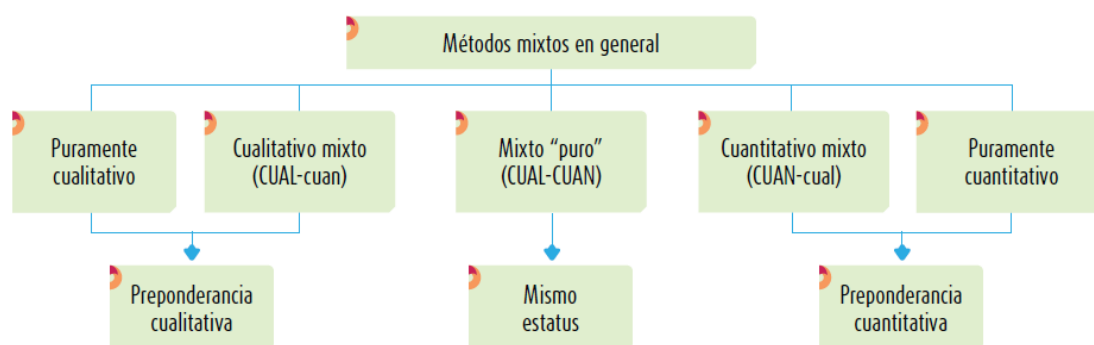 Métodos mixtos en general
Puramente
cualitativo
Cualitativo mixto
(CUAL-cuan)
Mixto “puro”
(CUAL-CUAN)
Cuantitativo mixto
(CUAN-cual)
Puramente
cuantitativo
Preponderancia
cualitativa
Mismo
estatus
Preponderancia
cuantitativa